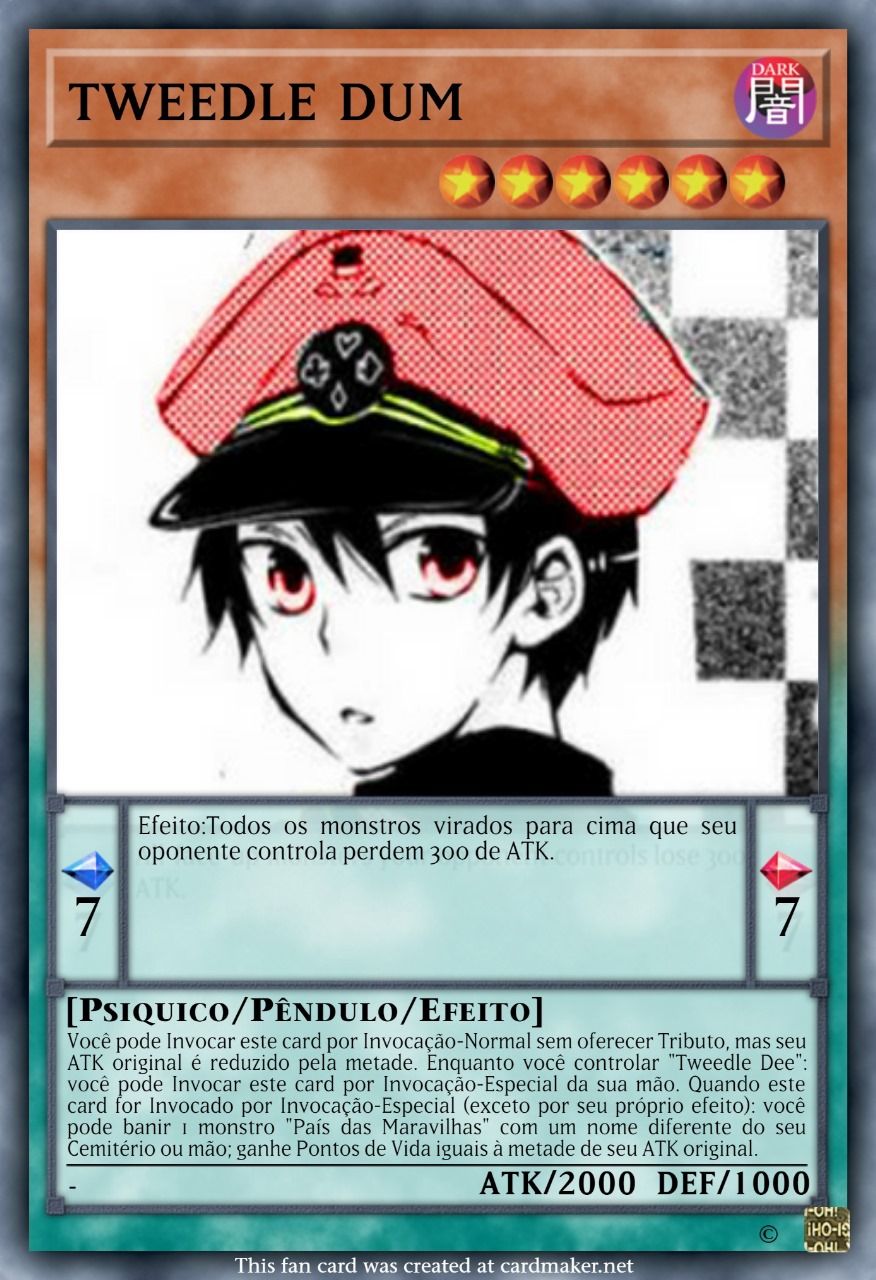 TWEEDLE DUM
DARK
闇
Efeito:Todos os monstros virados para cima que seu
oponente controla perdem 300 de ATK.
7
7
[Psiquico/Pêndulo/Efeito]
Você pode Invocar este card por Invocação-Normal sem oferecer Tributo, mas seu
ATK original é reduzido pela metade. Enquanto você controlar "Tweedle Dee":
você pode Invocar este card por Invocação-Especial da sua mão. Quando este
card for Invocado por Invocação-Especial (exceto por seu próprio efeito): você
pode banir 1 monstro "País das Maravilhas" com um nome diferente do seu
Cemitério ou mão; ganhe Pontos de Vida iguais à metade de seu ATK original.
-
ATK/2000 DEF/1000
©
This fan card was created at cardmaker.net